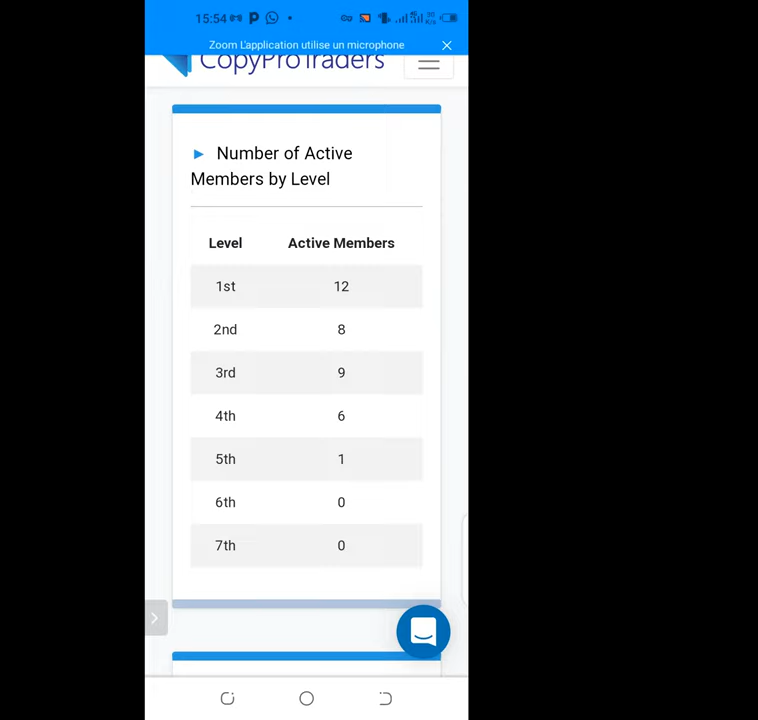 15:54
Zoom L'application utilise un microphone
CopyProTraders
Number of Active
Members by Level
Level Active Members
1st 12
2nd 8
3rd 9
4th 6
5th 1
6th 0
7th 0